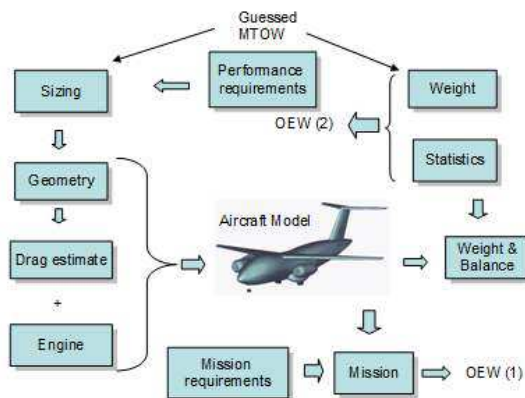 Guessed
MTOW
Sizing
Performance
requirements
Weight
OEW (2)
Statistics
Geometry
Aircraft Model
Drag estimate
Weight &
Balance
+
Engine
Mission
requirements
Mission
OEW (1)